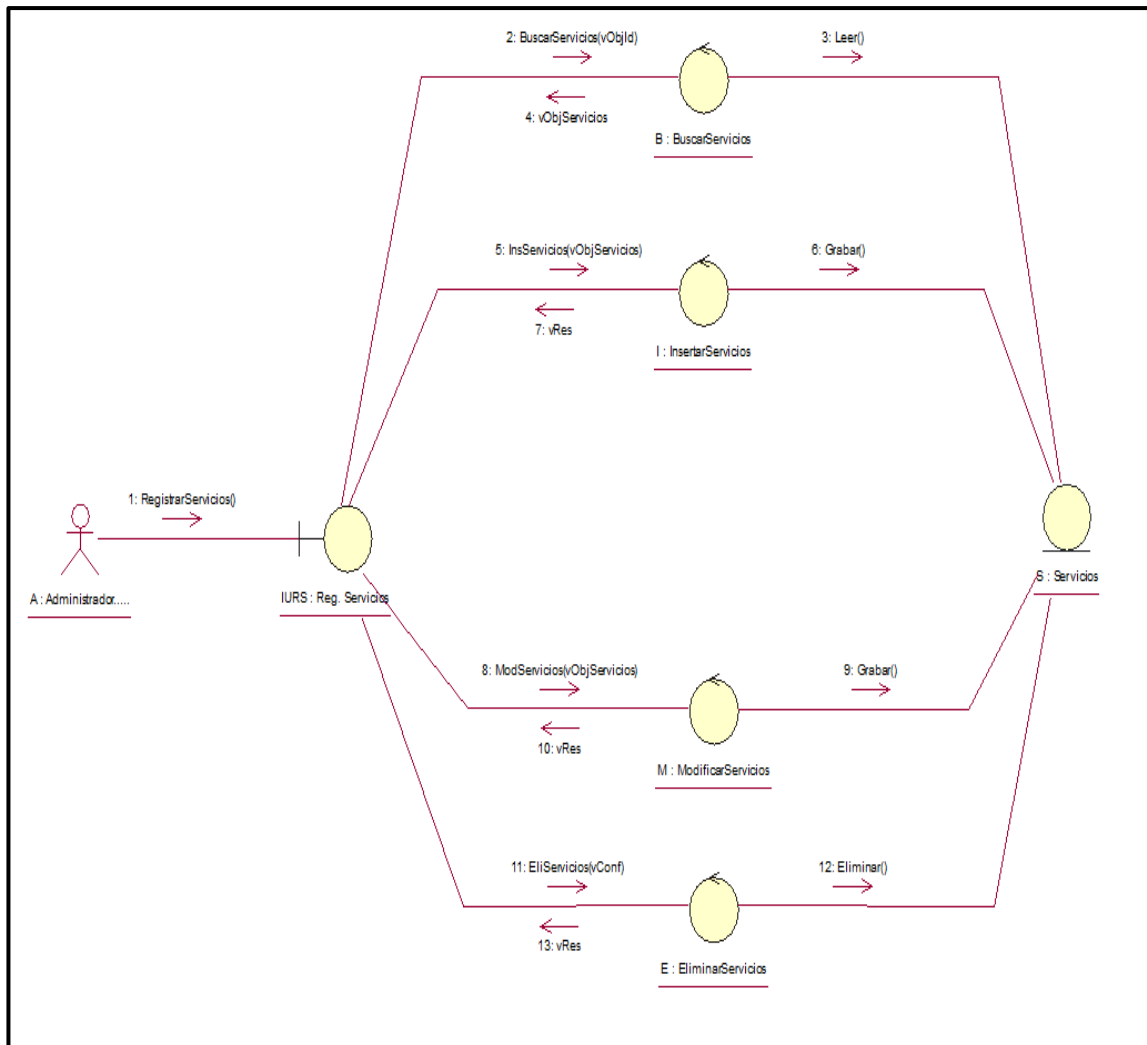 2: BuscarServicios(vObjId)
3: Leer()
4: vObjServicios
B : BuscarServicios
5: InsServicios(vObjServicios)
6: Grabar()
7: vRes
I : InsertarServicios
1: RegistrarServicios()
A : Administrador.....
IURS : Reg. Servicios
S : Servicios
8: ModServicios(vObjServicios)
9: Grabar()
10: vRes
M : ModificarServicios
11: EliServicios(vConf)
12: Eliminar()
13: vRes
E : EliminarServicios